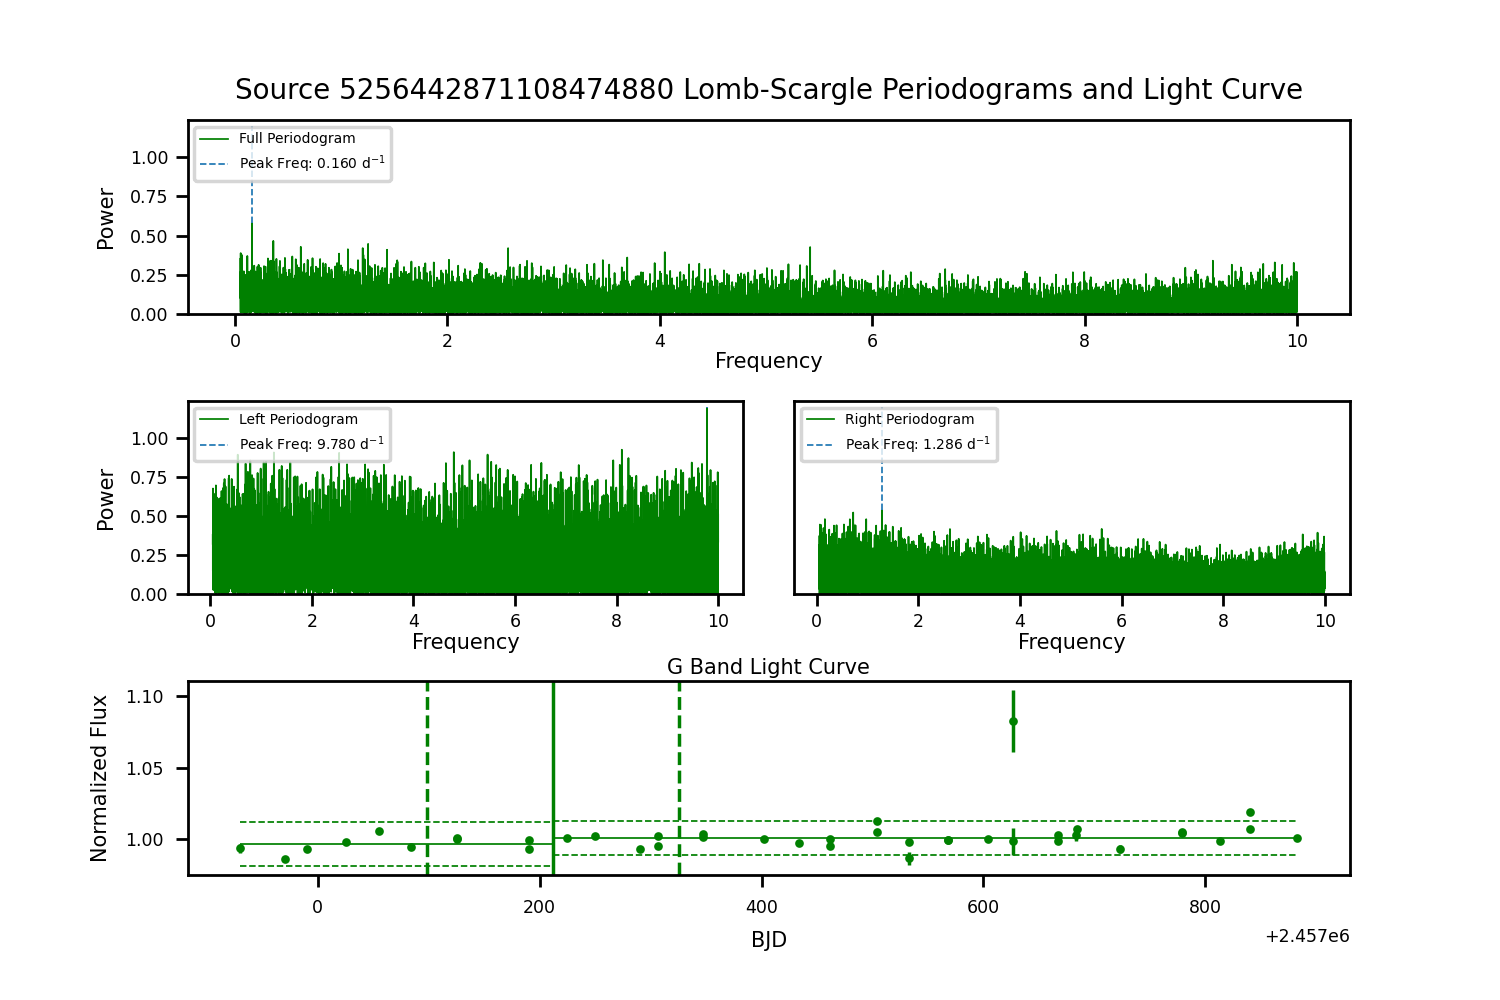 Source 5256442871108474880 Lomb-Scargle Periodograms and Light Curve
Full Periodogram
Peak Freq: 0.160 d⁻¹
Power
1.00
0.75
0.50
0.25
0.00
0 2 4 6 8 10
Frequency
Left Periodogram
Peak Freq: 9.780 d⁻¹
Power
1.00
0.75
0.50
0.25
0.00
0 2 4 6 8 10
Frequency
Right Periodogram
Peak Freq: 1.286 d⁻¹
0 2 4 6 8 10
Frequency
G Band Light Curve
Normalized Flux
1.10
1.05
1.00
0 200 400 600 800
BJD
+2.457e6